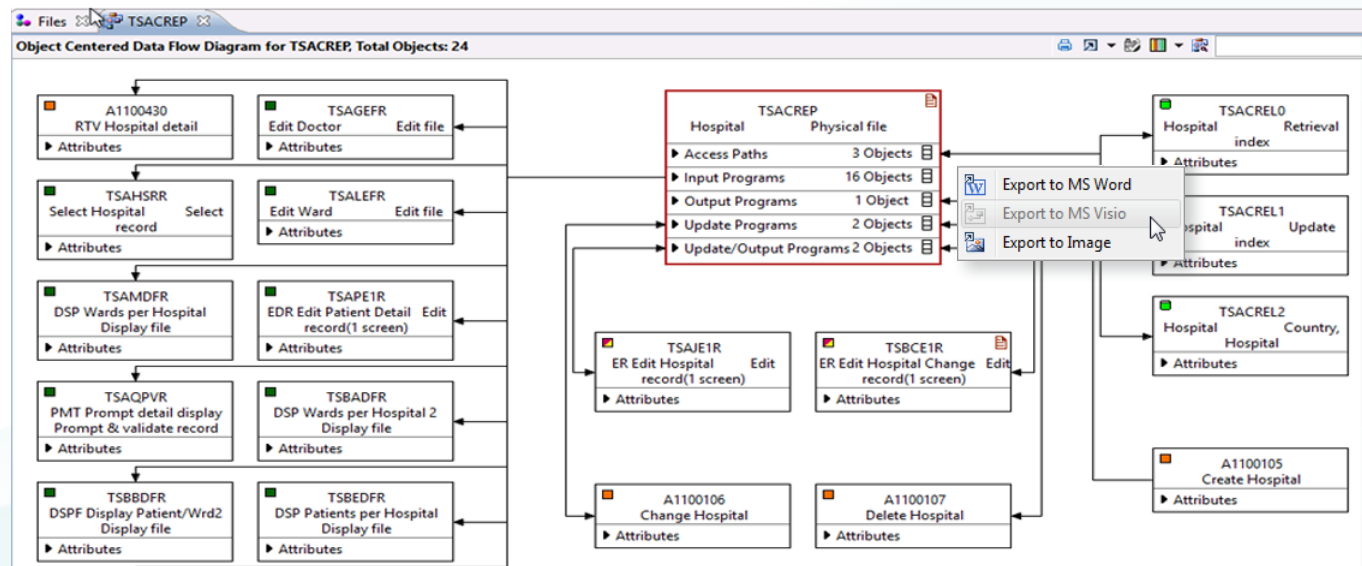 Files TSACREP
Object Centered Data Flow Diagram for TSACREP, Total Objects: 24
A1100430
RTV Hospital detail
Attributes
TSAGEFR
Edit Doctor Edit file
Attributes
TSAHSRR
Select Hospital Select
record
Attributes
TSALEFR
Edit Ward Edit file
Attributes
TSAMDFR
DSP Wards per Hospital
Display file
Attributes
TSAPE1R
EDR Edit Patient Detail Edit
record(1 screen)
Attributes
TSAQPVR
PMT Prompt detail display
Prompt & validate record
Attributes
TSBADFR
DSP Wards per Hospital 2
Display file
Attributes
TSBBDFR
DSPF Display Patient/Wrd2
Display file
Attributes
TSBEDFR
DSP Patients per Hospital
Display file
Attributes
TSACREP
Hospital Physical file
Access Paths 3 Objects
Input Programs 16 Objects
Output Programs 1 Object
Update Programs 2 Objects
Update/Output Programs 2 Objects
Export to MS Word
Export to MS Visio
Export to Image
TSAJE1R
ER Edit Hospital Edit
record(1 screen)
Attributes
TSBCE1R
ER Edit Hospital Change Edit
record(1 screen)
Attributes
A1100106
Change Hospital
Attributes
A1100107
Delete Hospital
Attributes
TSACREL0
Hospital Retrieval
index
Attributes
TSACREL1
ospital Update
index
Attributes
TSACREL2
Hospital Country,
Hospital
Attributes
A1100105
Create Hospital
Attributes